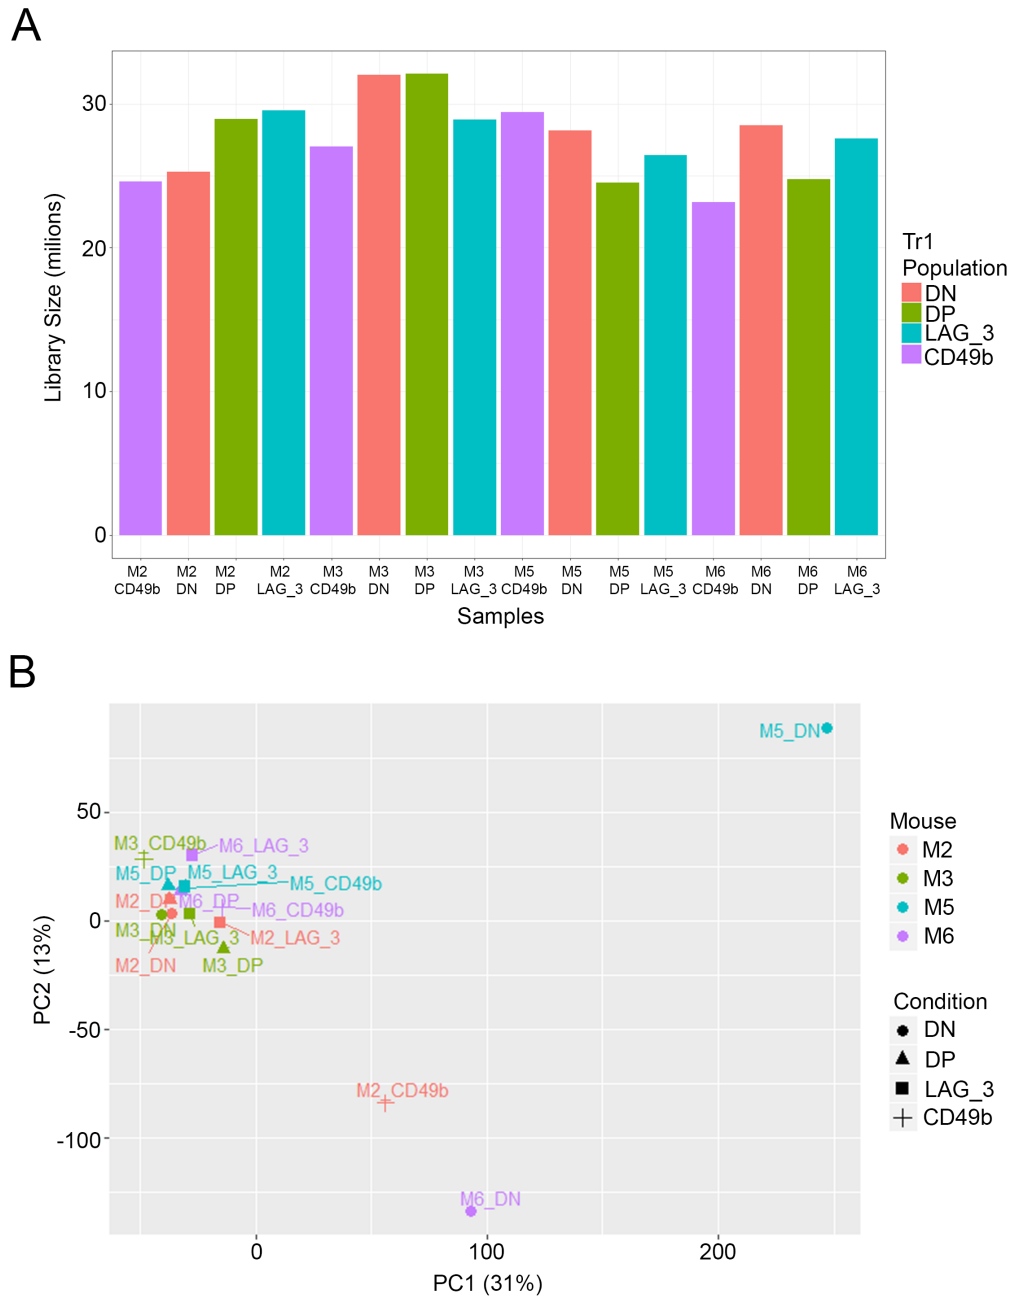 A
30
20
10
0
Library Size (milions)
M2 CD49b
M2 DN
M2 DP
M2 LAG_3
M3 CD49b
M3 DN
M3 DP
M3 LAG_3
M5 CD49b
M5 DN
M5 DP
M5 LAG_3
M6 CD49b
M6 DN
M6 DP
M6 LAG_3
Samples
Tr1
Population
DN
DP
LAG_3
CD49b
B
M5_DN
50
0
-50
-100
PC2 (13%)
M3_CD49b
M6_LAG_3
M5_DP
M5_LAG_3
M5_CD49b
M2_DP
M6_DP
M6_CD49b
M3_DN
M3_LAG_3
M2_LAG_3
M2_DN
M3_DP
M2_CD49b
M6_DN
0
100
200
PC1 (31%)
Mouse
M2
M3
M5
M6
Condition
DN
DP
LAG_3
CD49b